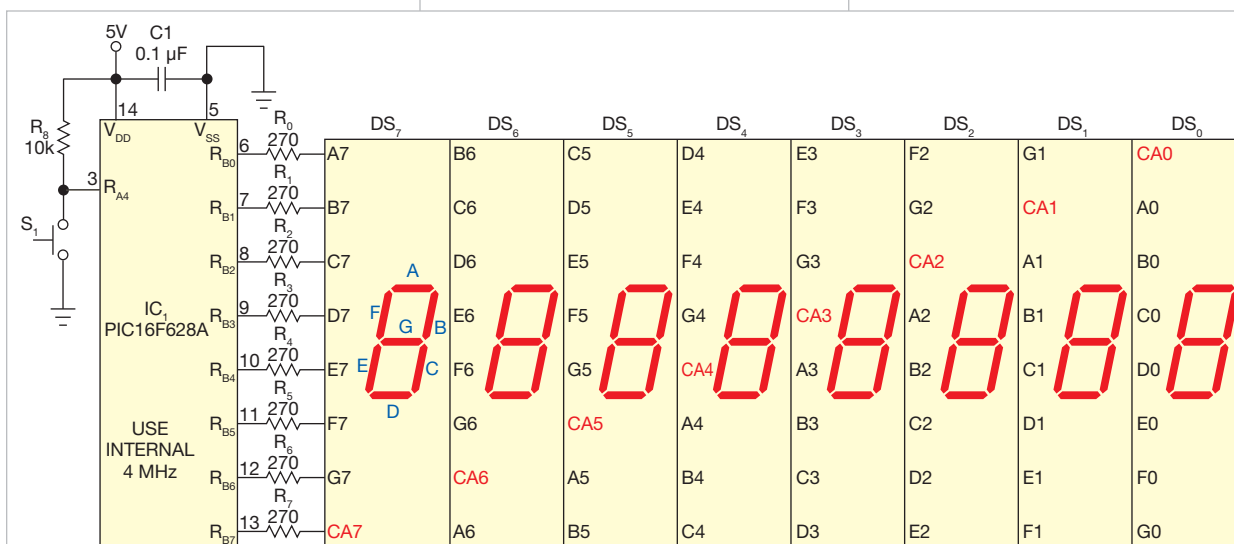 5V C1
0.1 µF
14 5
R8
10k
VDD VSS
R0
270
DS7 DS6 DS5 DS4 DS3 DS2 DS1 DS0
RB0 6 A7 B6 C5 D4 E3 F2 G1 CA0
3 RA4
R1
270
RB1 7 B7 C6 D5 E4 F3 G2 CA1 A0
S1
R2
270
RB2 8 C7 D6 E5 F4 G3 CA2 A1 B0
A
F G B
E C
D
IC1
PIC16F628A
R3
270
RB3 9 D7 E6 F5 G4 CA3 A2 B1 C0
R4
270
RB4 10 E7 F6 G5 CA4 A3 B2 C1 D0
USE
INTERNAL
4 MHz
R5
270
RB5 11 F7 G6 CA5 A4 B3 C2 D1 E0
R6
270
RB6 12 G7 CA6 A5 B4 C3 D2 E1 F0
R7
270
RB7 13 CA7 A6 B5 C4 D3 E2 F1 G0